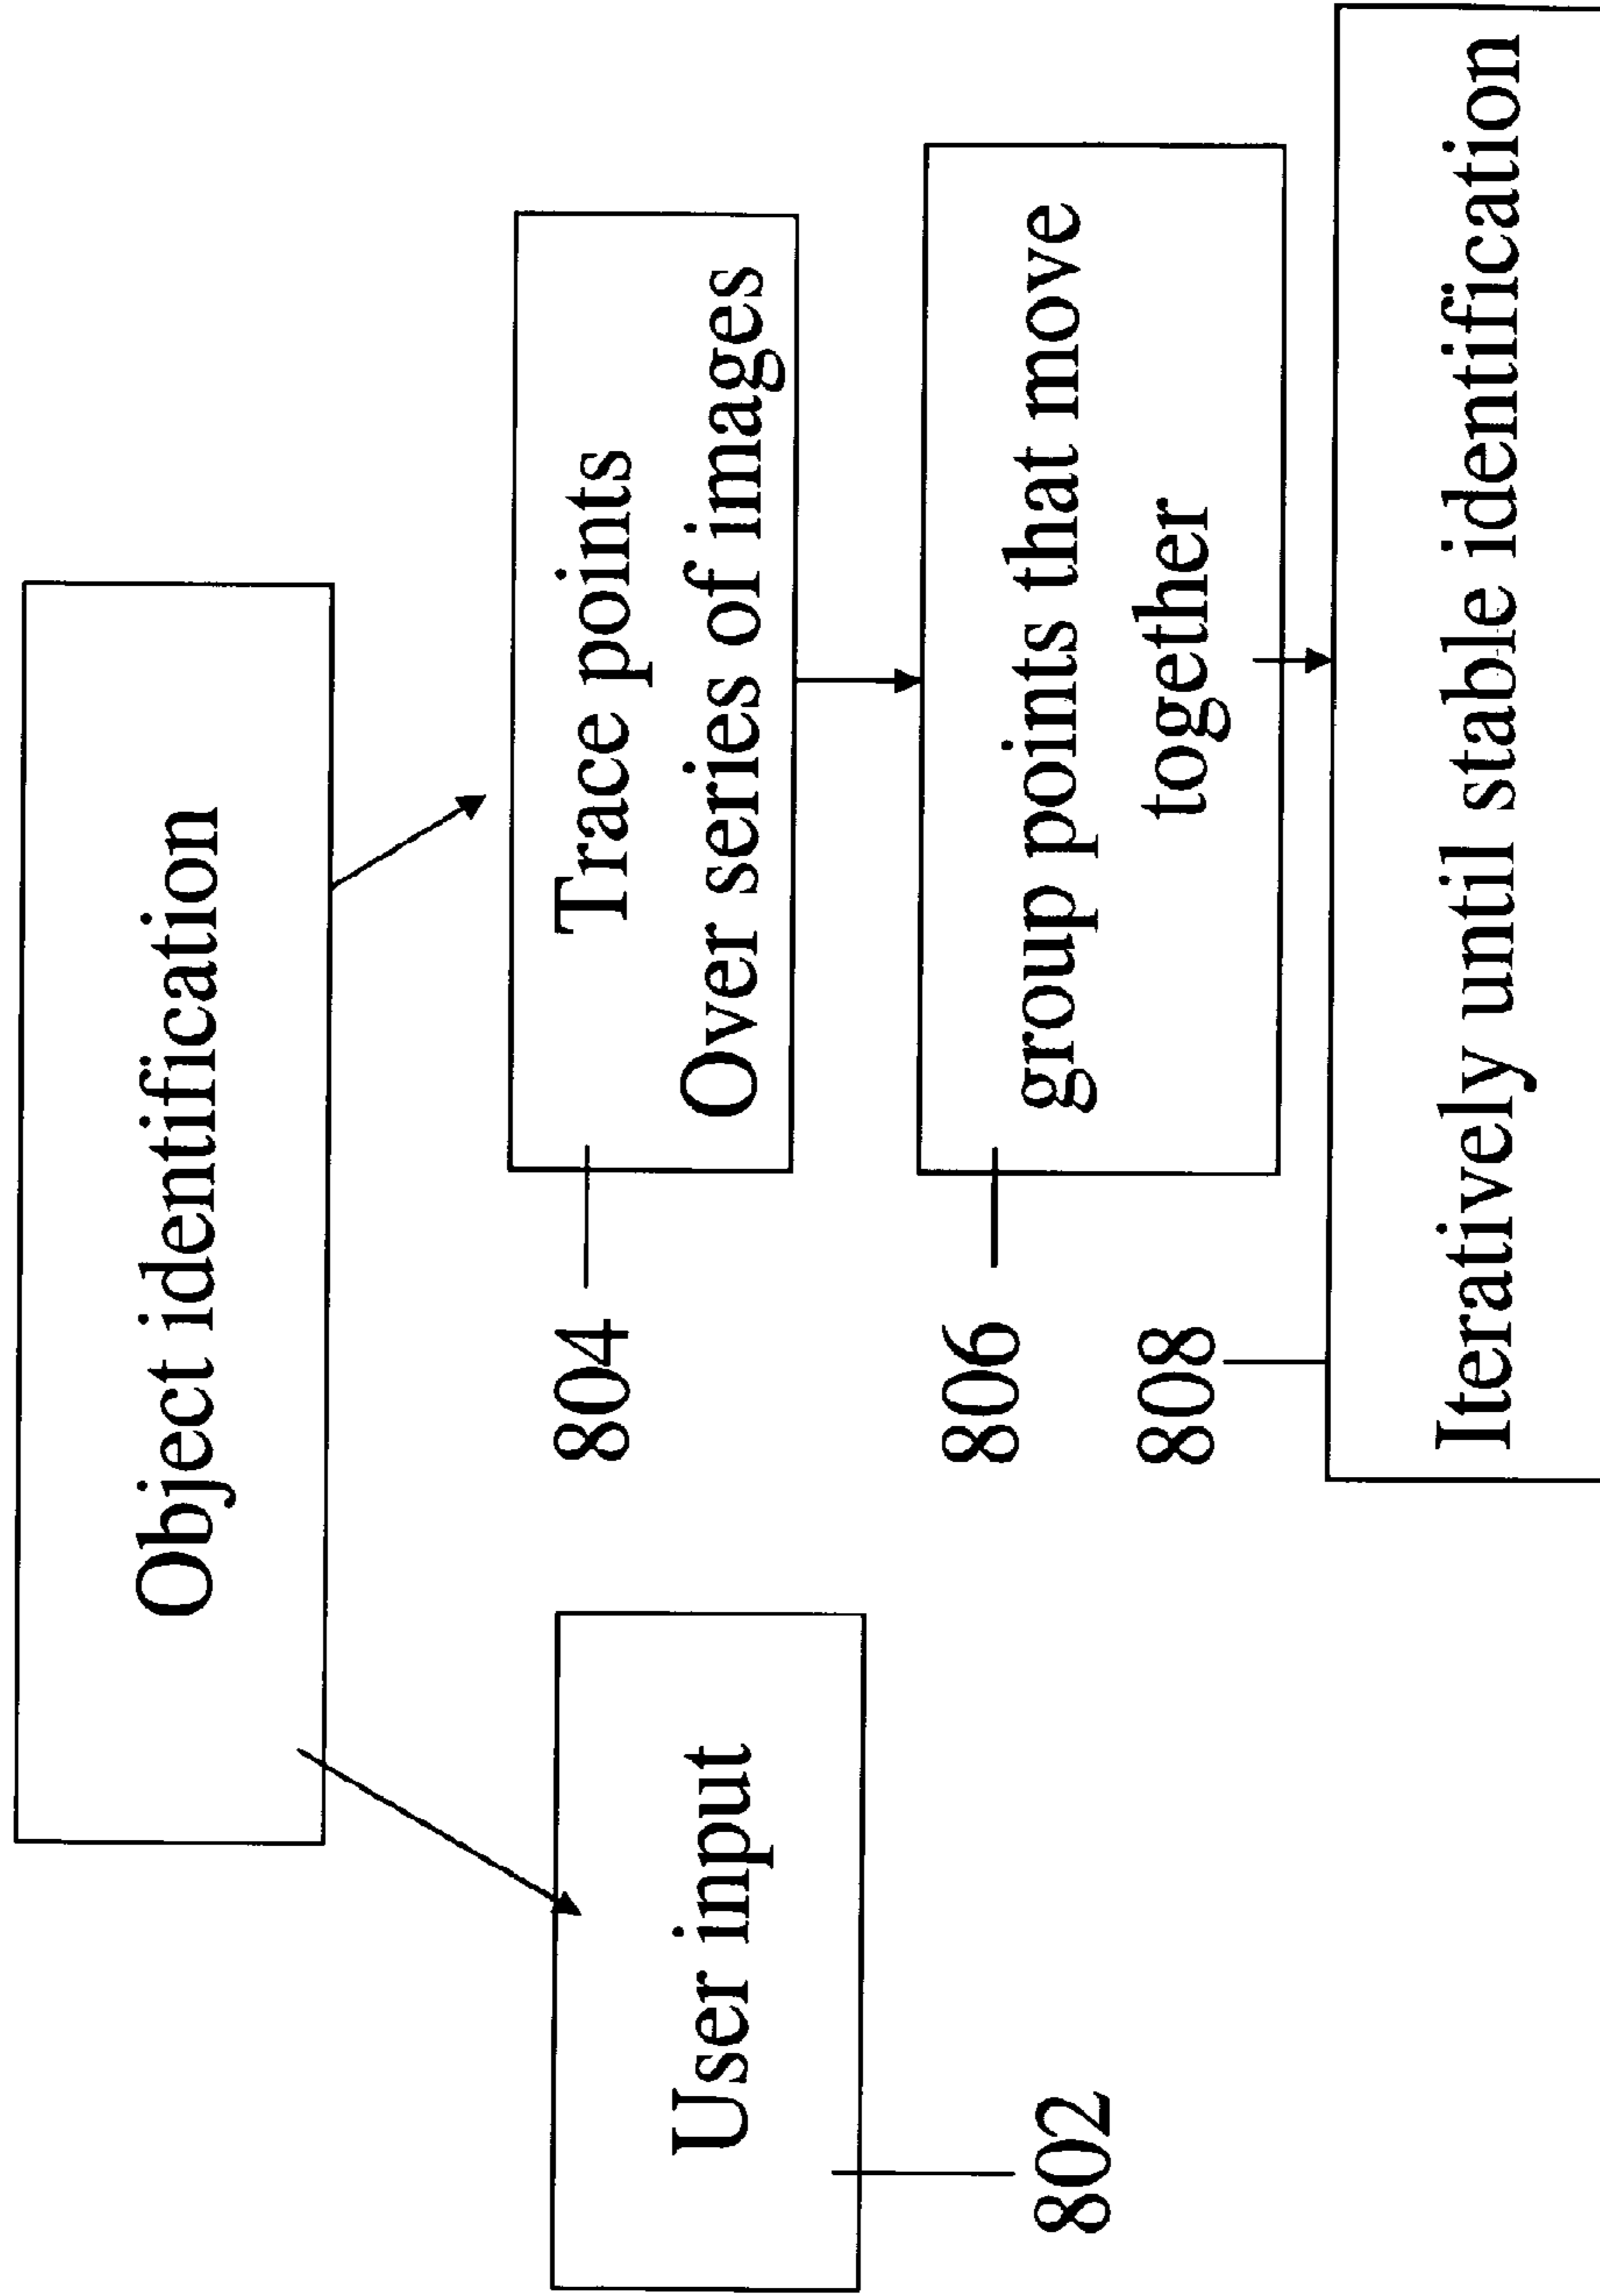 Object identification
User input
802
804
Trace points
Over series of images
806
group points that move
together
808
Iteratively until stable identification